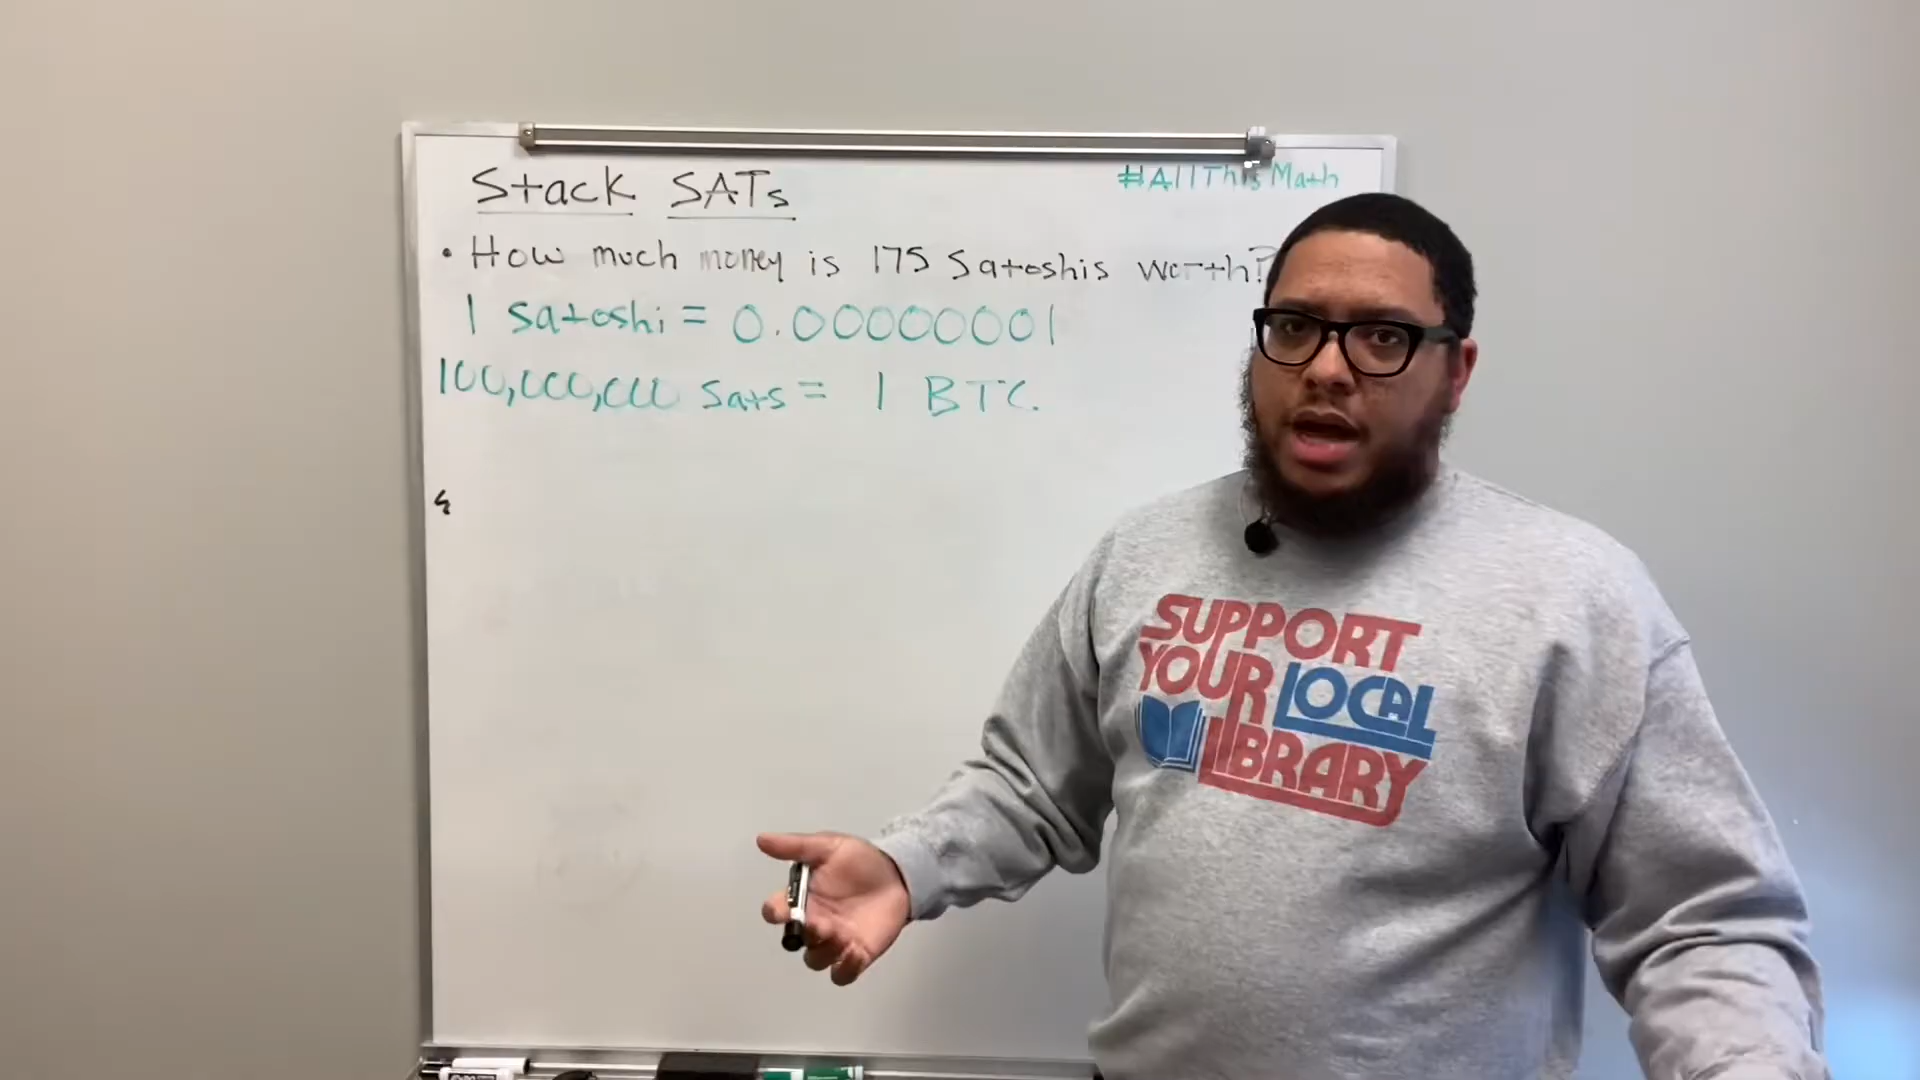 Stack SATs
#AllThisMath
• How much money is 175 Satoshis worth?
1 Satoshi = 0.00000001
100,000,000 Sats = 1 BTC.
SUPPORT
YOUR LOCAL
LIBRARY